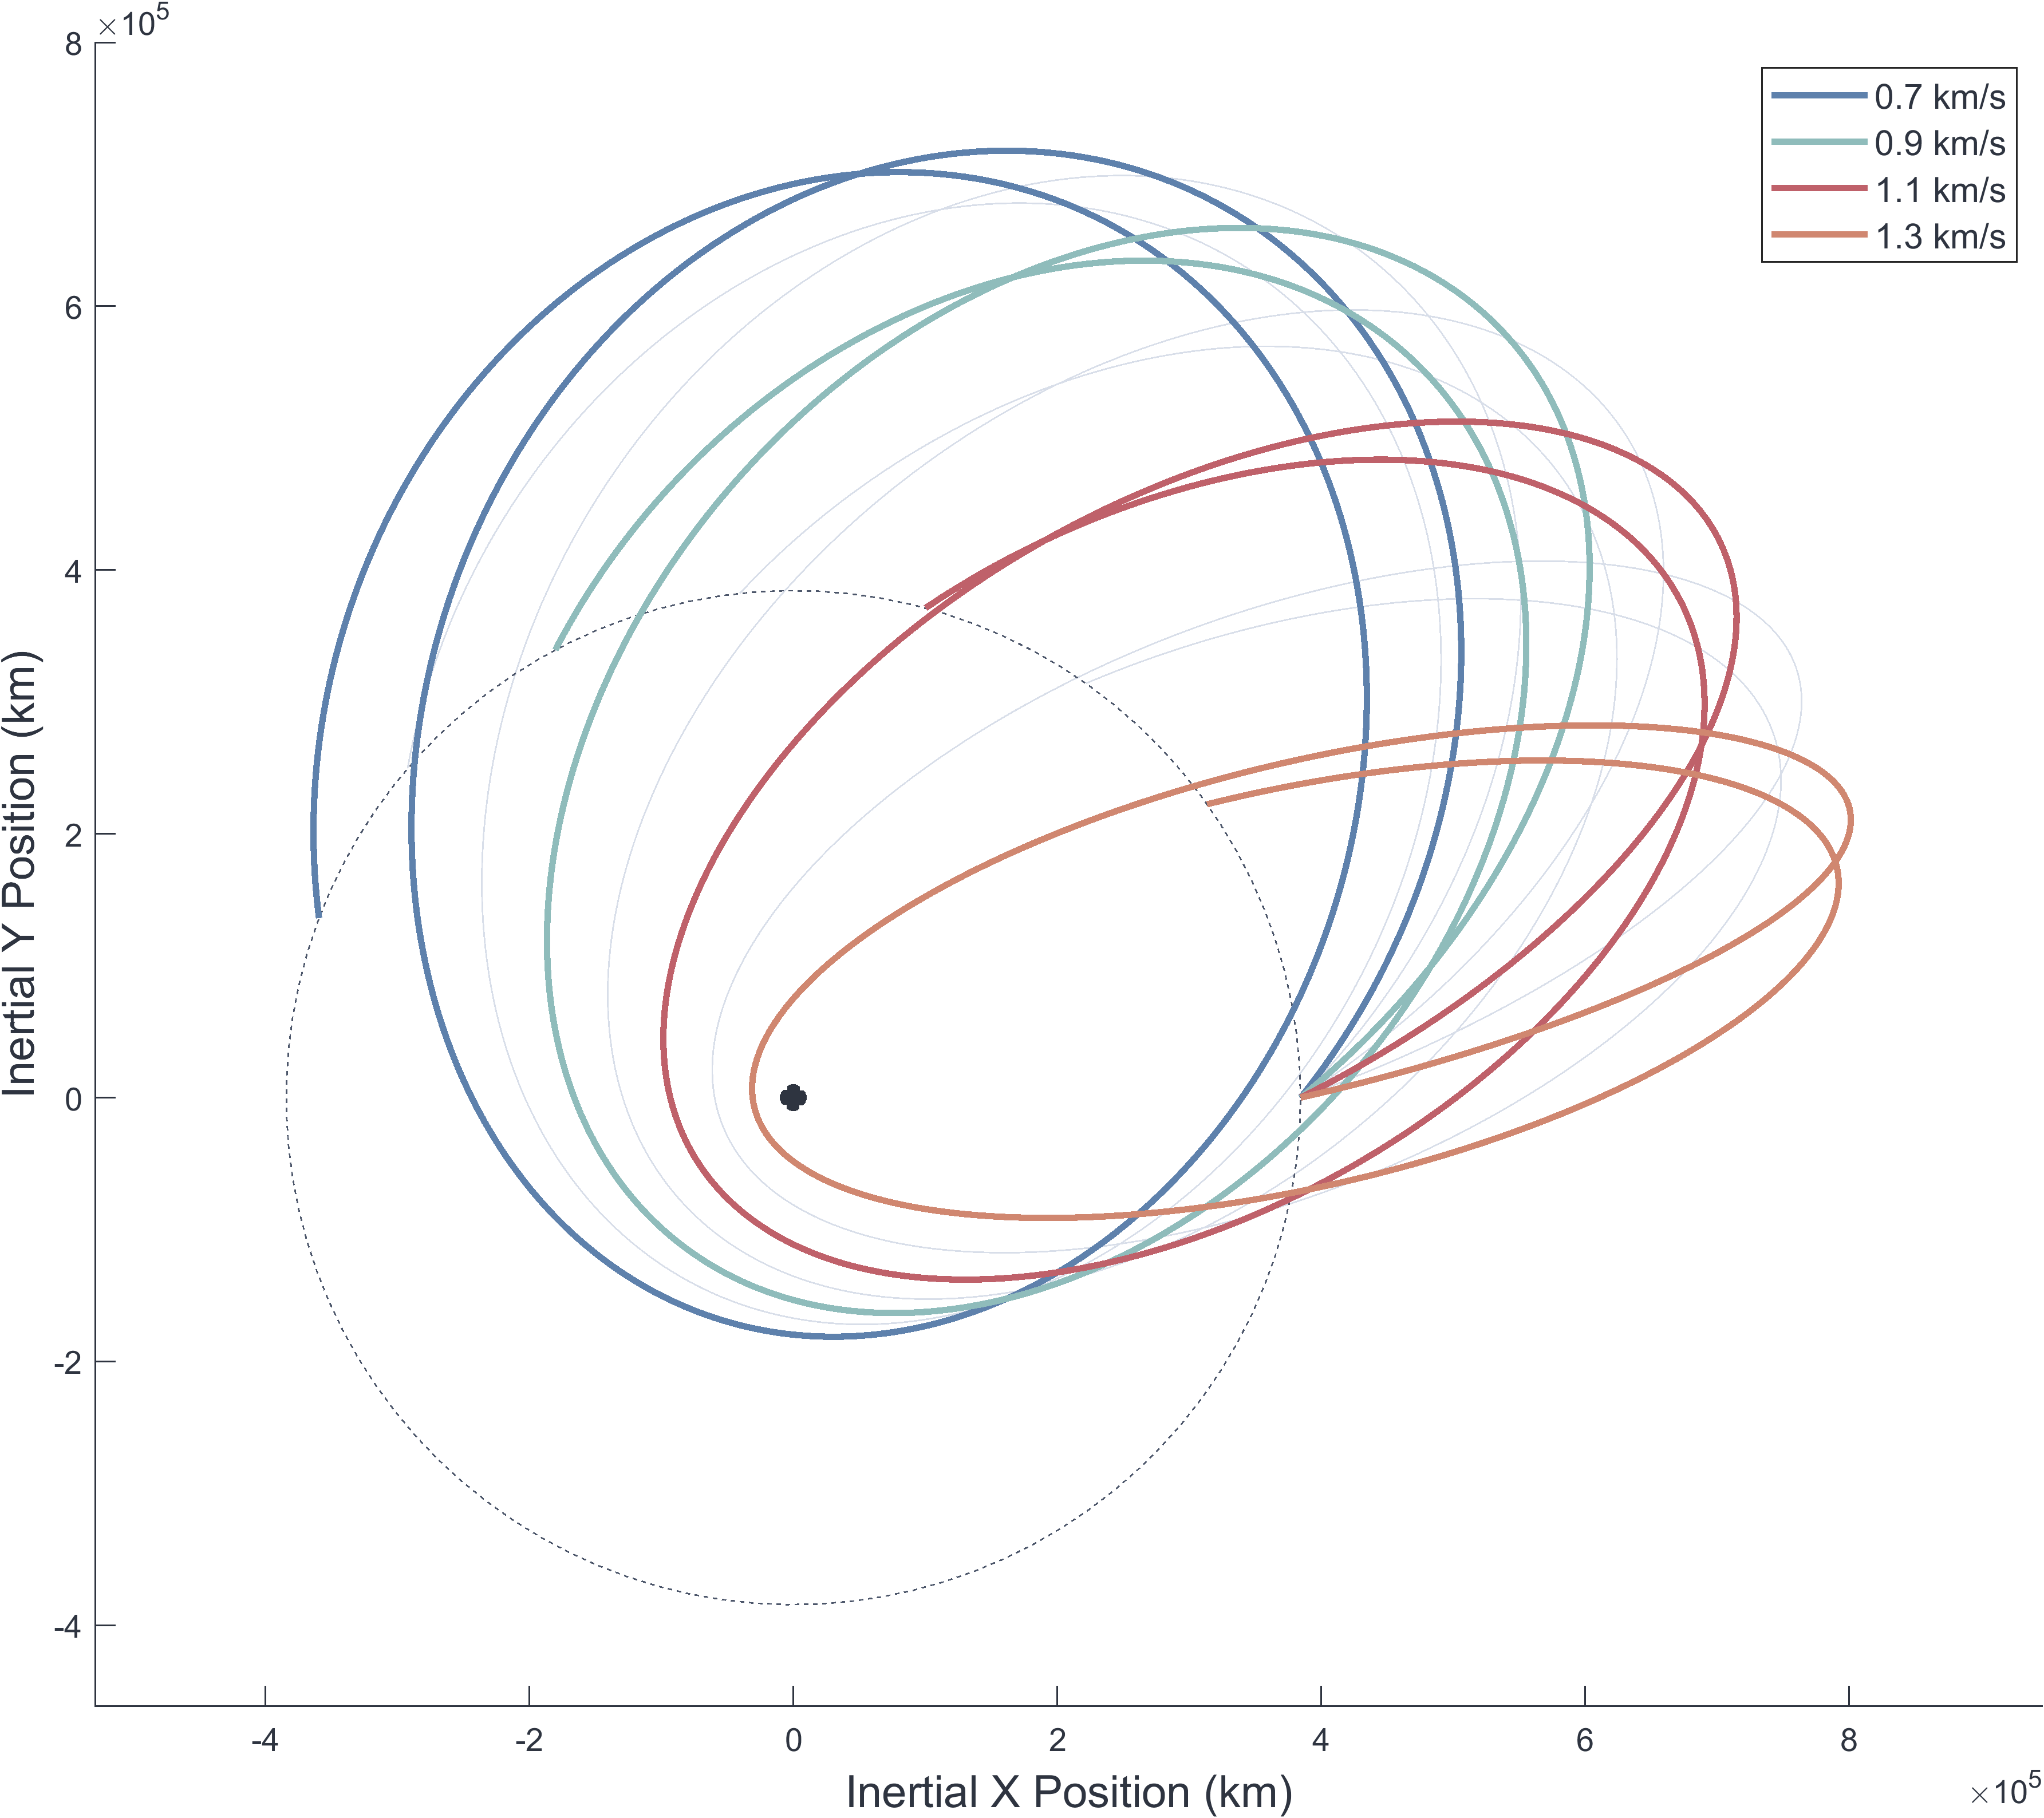 ×10⁵
8
0.7 km/s
0.9 km/s
1.1 km/s
1.3 km/s
6
4
2
0
-2
-4
Inertial Y Position (km)
-4
-2
0
2
4
6
8
Inertial X Position (km)
×10⁵